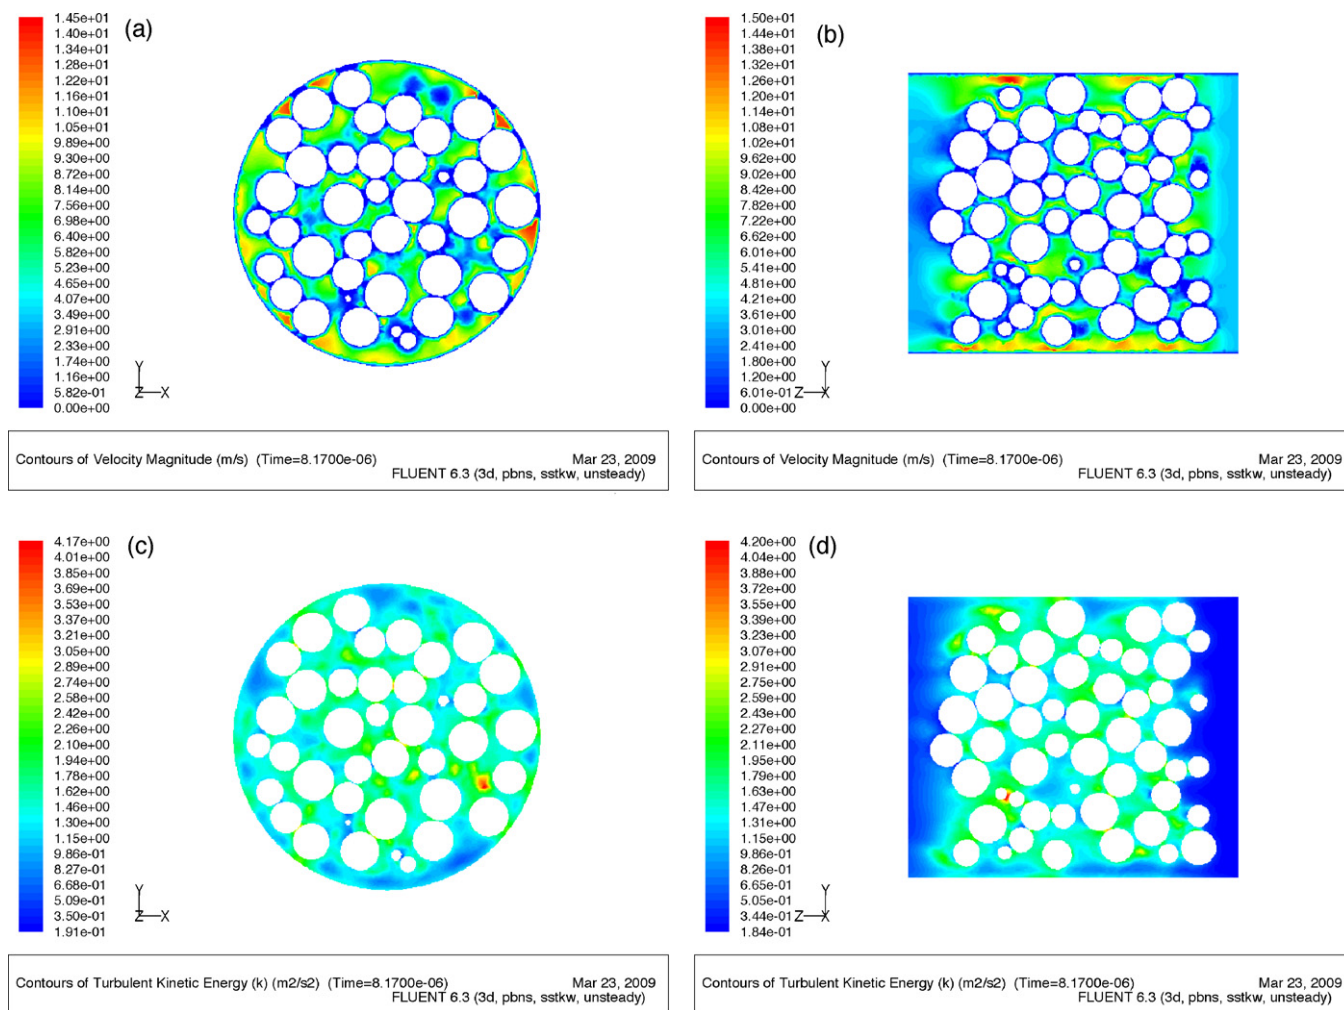 (a)
1.45e+01
1.40e+01
1.34e+01
1.28e+01
1.22e+01
1.16e+01
1.10e+01
1.05e+01
9.89e+00
9.30e+00
8.72e+00
8.14e+00
7.56e+00
6.98e+00
6.40e+00
5.82e+00
5.23e+00
4.65e+00
4.07e+00
3.49e+00
2.91e+00
2.33e+00
1.74e+00
1.16e+00
5.82e-01
0.00e+00
Y
Z X
Contours of Velocity Magnitude (m/s) (Time=8.1700e-06) Mar 23, 2009
FLUENT 6.3 (3d, pbns, sstkw, unsteady)
(b)
1.50e+01
1.44e+01
1.38e+01
1.32e+01
1.26e+01
1.20e+01
1.14e+01
1.08e+01
1.02e+01
9.62e+00
9.02e+00
8.42e+00
7.82e+00
7.22e+00
6.62e+00
6.01e+00
5.41e+00
4.81e+00
4.21e+00
3.61e+00
3.01e+00
2.41e+00
1.80e+00
1.20e+00
6.01e-01
0.00e+00
Y
Z X
Contours of Velocity Magnitude (m/s) (Time=8.1700e-06) Mar 23, 2009
FLUENT 6.3 (3d, pbns, sstkw, unsteady)
(c)
4.17e+00
4.01e+00
3.85e+00
3.69e+00
3.53e+00
3.37e+00
3.21e+00
3.05e+00
2.89e+00
2.74e+00
2.58e+00
2.42e+00
2.26e+00
2.10e+00
1.94e+00
1.78e+00
1.62e+00
1.46e+00
1.30e+00
1.15e+00
9.86e-01
8.27e-01
6.68e-01
5.09e-01
3.50e-01
1.91e-01
Y
Z X
Contours of Turbulent Kinetic Energy (k) (m2/s2) (Time=8.1700e-06) Mar 23, 2009
FLUENT 6.3 (3d, pbns, sstkw, unsteady)
(d)
4.20e+00
4.04e+00
3.88e+00
3.72e+00
3.55e+00
3.39e+00
3.23e+00
3.07e+00
2.91e+00
2.75e+00
2.59e+00
2.43e+00
2.27e+00
2.11e+00
1.95e+00
1.79e+00
1.63e+00
1.47e+00
1.31e+00
1.15e+00
9.86e-01
8.26e-01
6.65e-01
5.05e-01
3.44e-01
1.84e-01
Y
Z X
Contours of Turbulent Kinetic Energy (k) (m2/s2) (Time=8.1700e-06) Mar 23, 2009
FLUENT 6.3 (3d, pbns, sstkw, unsteady)